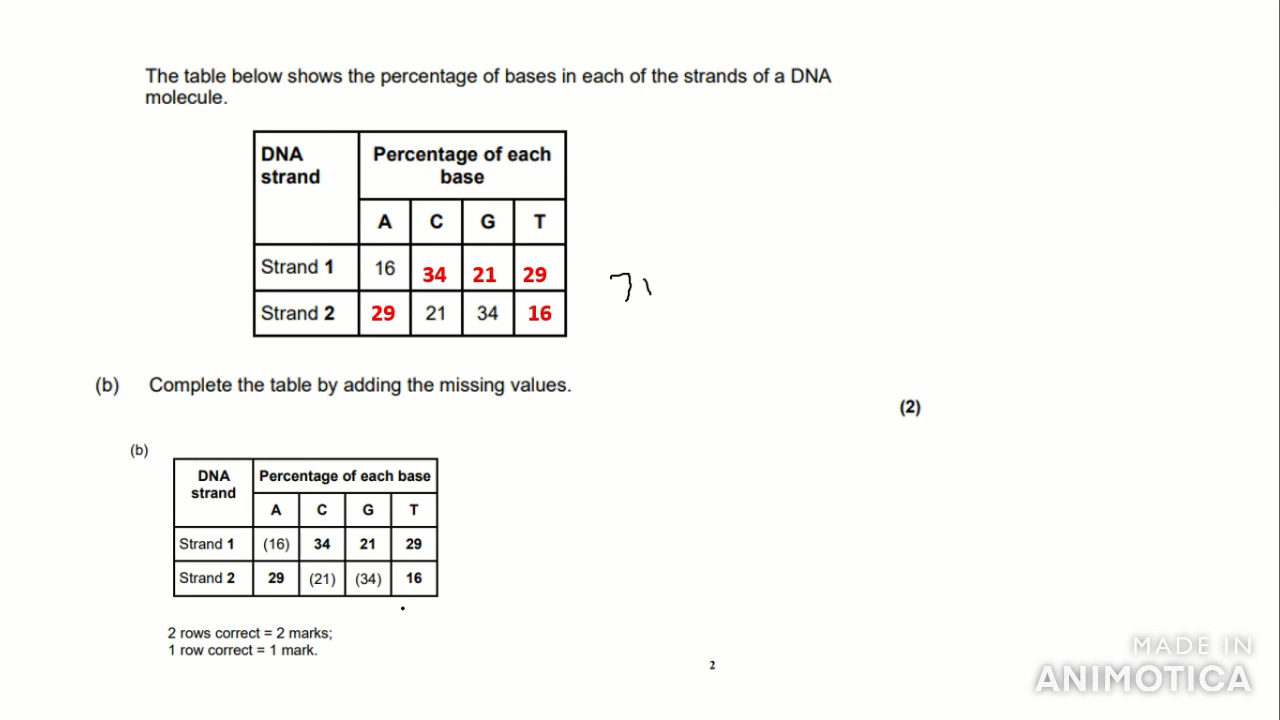 The table below shows the percentage of bases in each of the strands of a DNA
molecule.
DNA strand Percentage of each base
A C G T
Strand 1 16 34 21 29
Strand 2 29 21 34 16
(b) Complete the table by adding the missing values.
(2)
(b)
DNA strand Percentage of each base
A C G T
Strand 1 (16) 34 21 29
Strand 2 29 (21) (34) 16
2 rows correct = 2 marks;
1 row correct = 1 mark.
2
MADE IN
ANIMOTICA